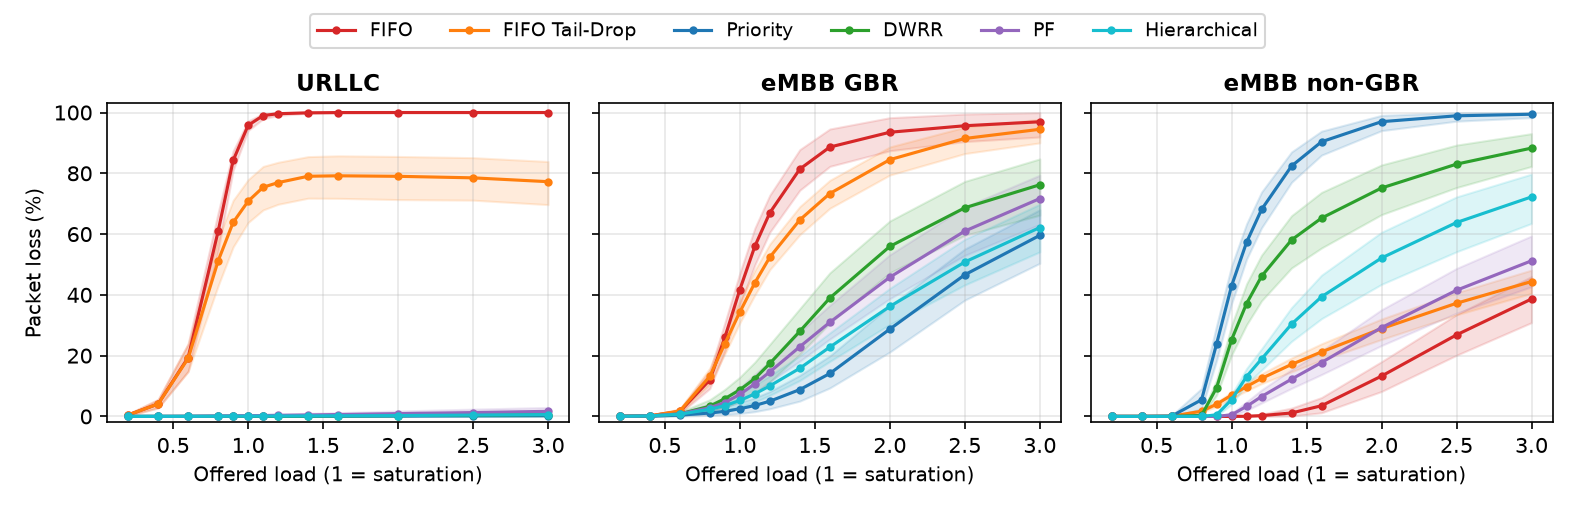 FIFO FIFO Tail-Drop Priority DWRR PF Hierarchical
URLLC eMBB GBR eMBB non-GBR
Packet loss (%)
100
80
60
40
20
0
0.5 1.0 1.5 2.0 2.5 3.0 0.5 1.0 1.5 2.0 2.5 3.0 0.5 1.0 1.5 2.0 2.5 3.0
Offered load (1 = saturation) Offered load (1 = saturation) Offered load (1 = saturation)